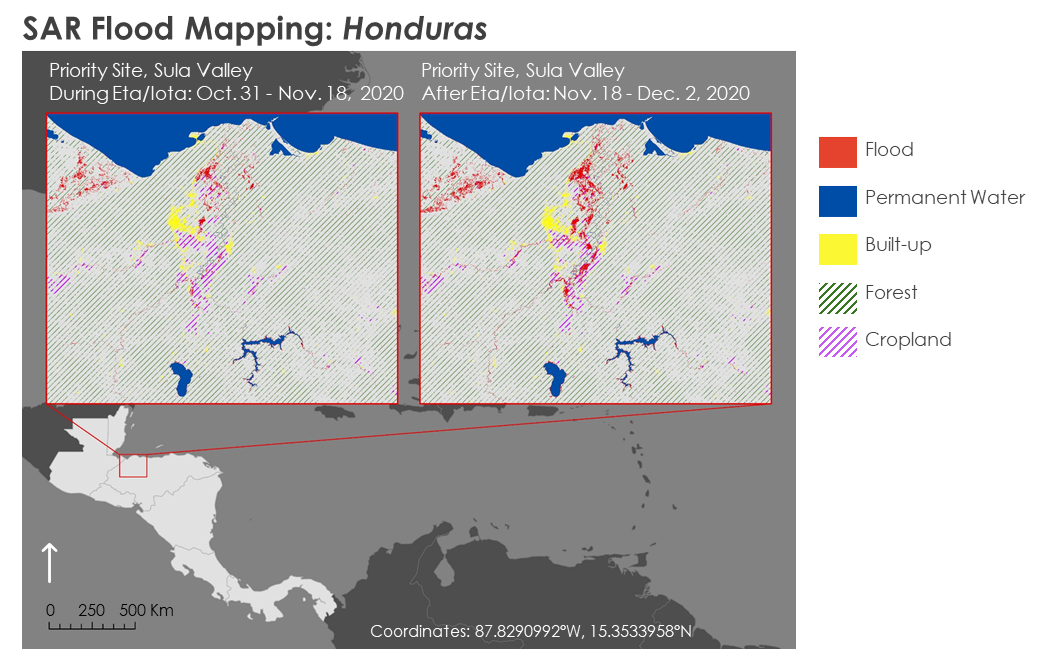 SAR Flood Mapping: Honduras
Priority Site, Sula Valley
During Eta/Iota: Oct. 31 - Nov. 18, 2020
Priority Site, Sula Valley
After Eta/Iota: Nov. 18 - Dec. 2, 2020
Flood
Permanent Water
Built-up
Forest
Cropland
0 250 500 Km
Coordinates: 87.8290992°W, 15.3533958°N